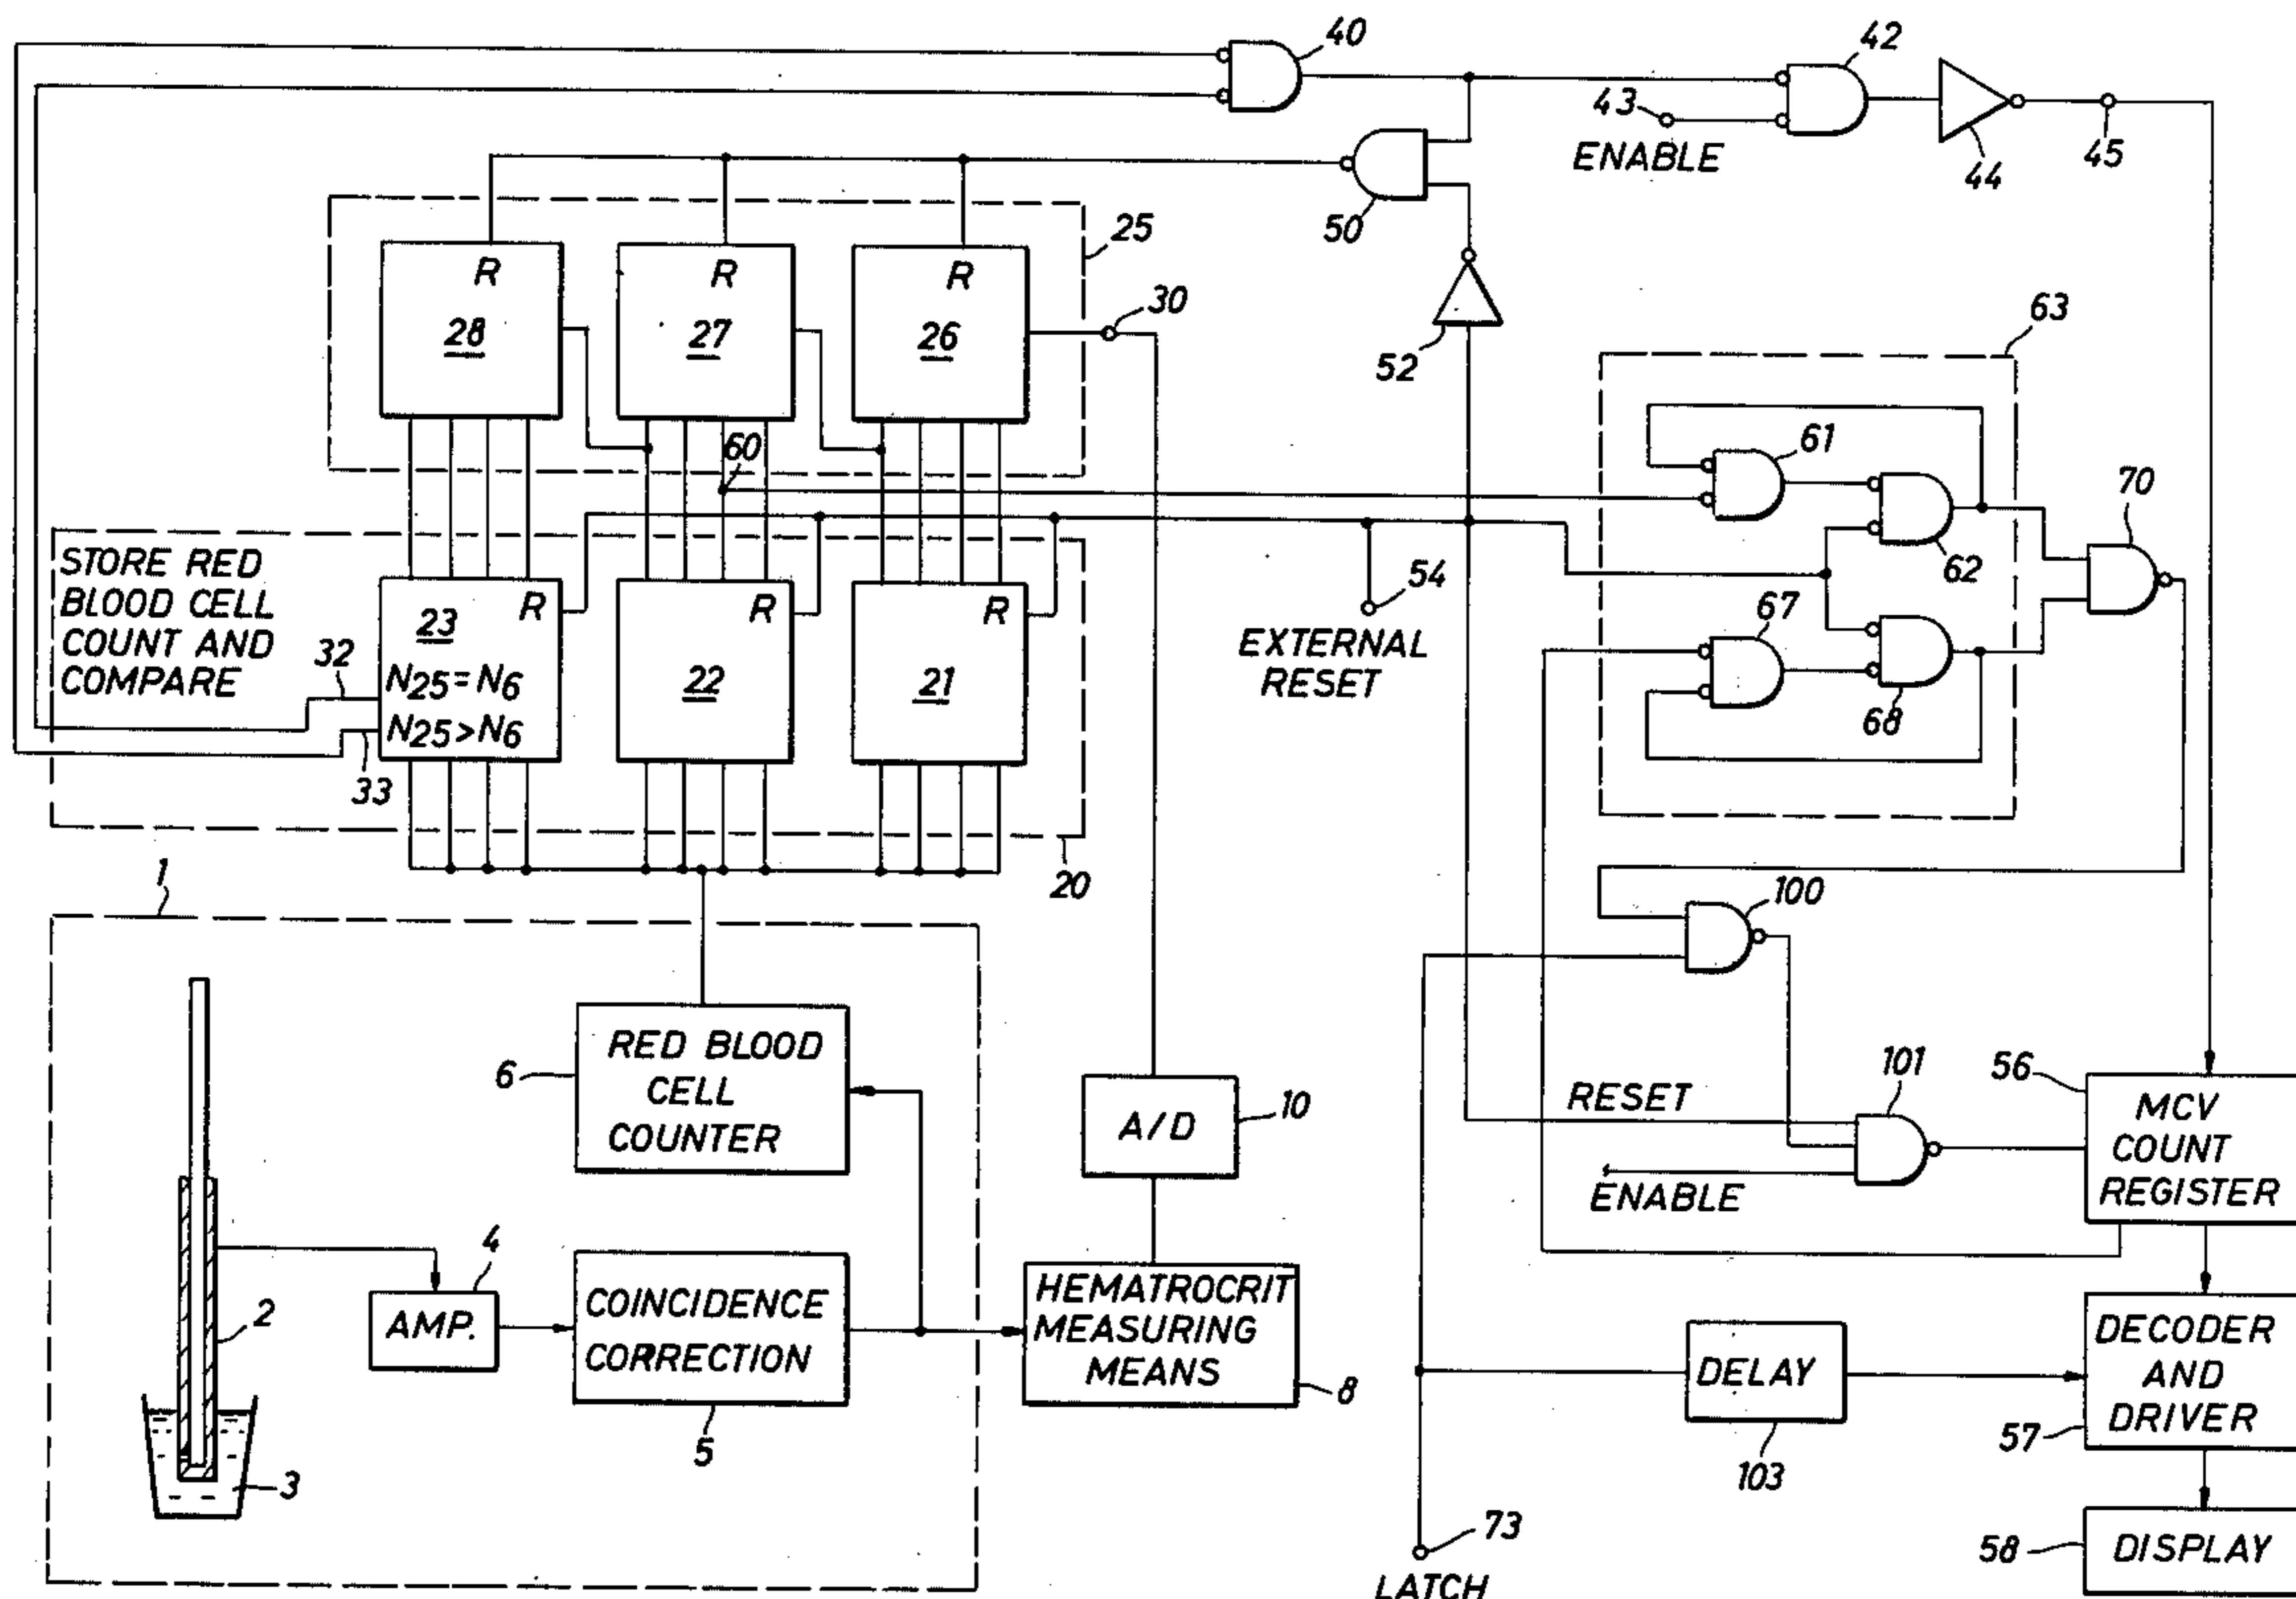 40
42
43
ENABLE
44
45
50
25
R
R
R
28
27
26
30
52
63
60
61
62
70
STORE RED
BLOOD CELL
COUNT AND
COMPARE
R
R
R
23
22
21
N25=N6
N25>N6
32
33
54
EXTERNAL
RESET
67
68
20
1
100
RED BLOOD
CELL
COUNTER
6
A/D
10
RESET
101
ENABLE
56
MCV
COUNT
REGISTER
2
4
AMP.
COINCIDENCE
CORRECTION
5
HEMATROCRIT
MEASURING
MEANS
8
3
DELAY
103
DECODER
AND
DRIVER
57
73
LATCH
58
DISPLAY